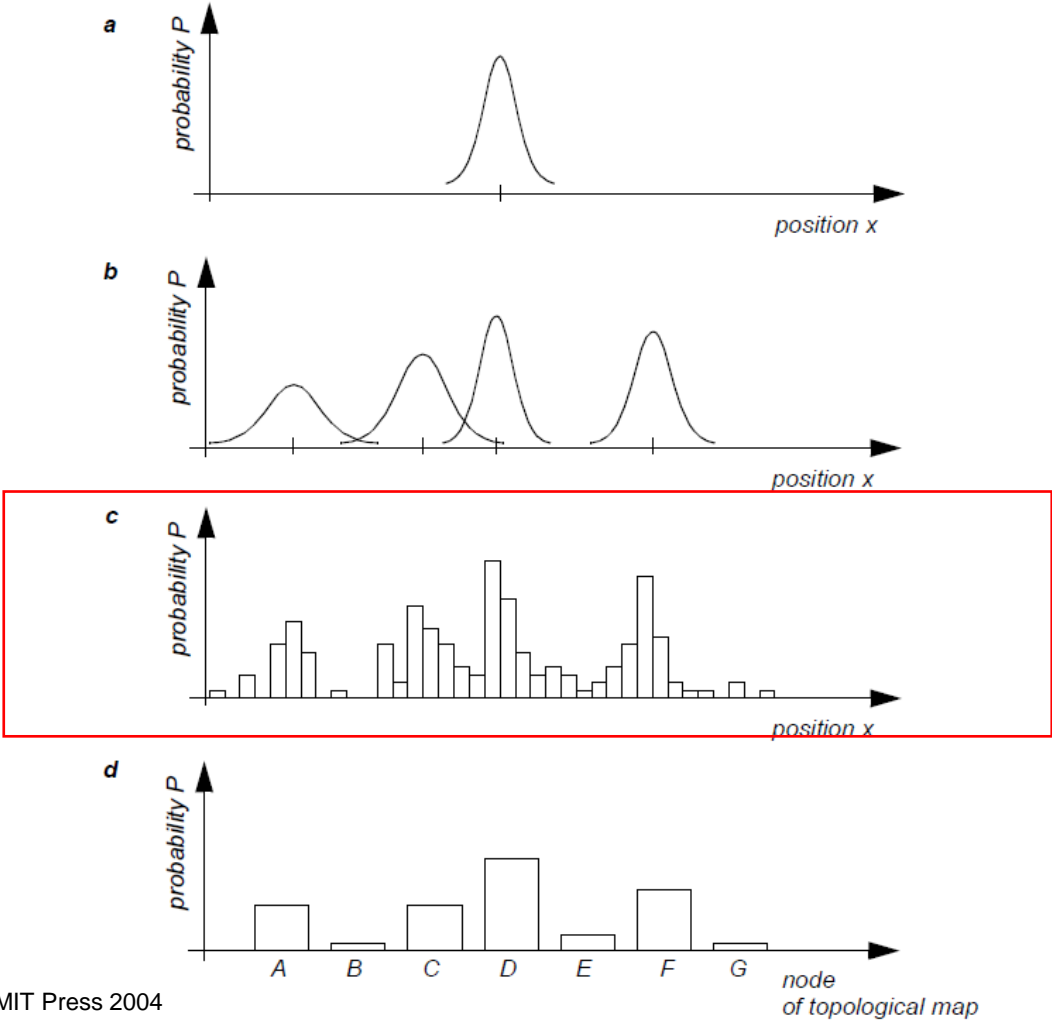 a
probability P
position x
b
probability P
position x
c
probability P
position x
d
probability P
A B C D E F G
node
of topological map
MIT Press 2004